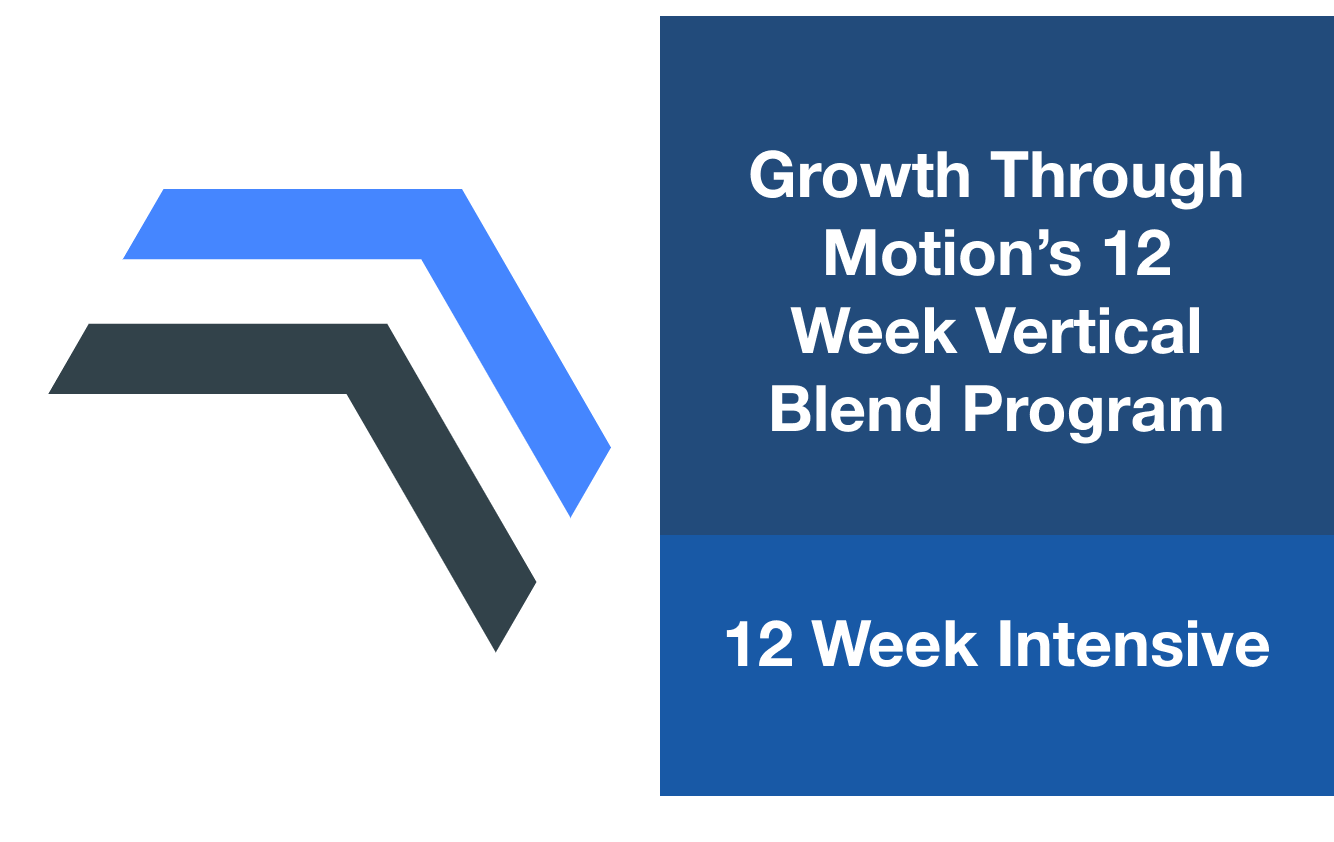 Growth Through
Motion’s 12
Week Vertical
Blend Program
12 Week Intensive